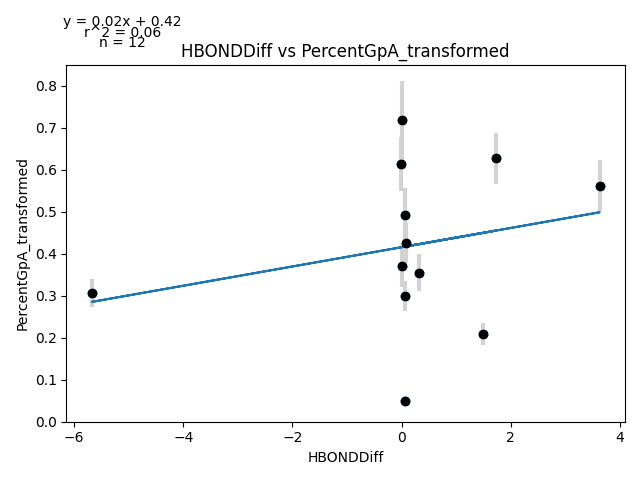 y = 0.02x + 0.42
r^2 = 0.06
n = 12
HBONDDiff vs PercentGpA_transformed
PercentGpA_transformed
0.8
0.7
0.6
0.5
0.4
0.3
0.2
0.1
0.0
−6 −4 −2 0 2 4
HBONDDiff